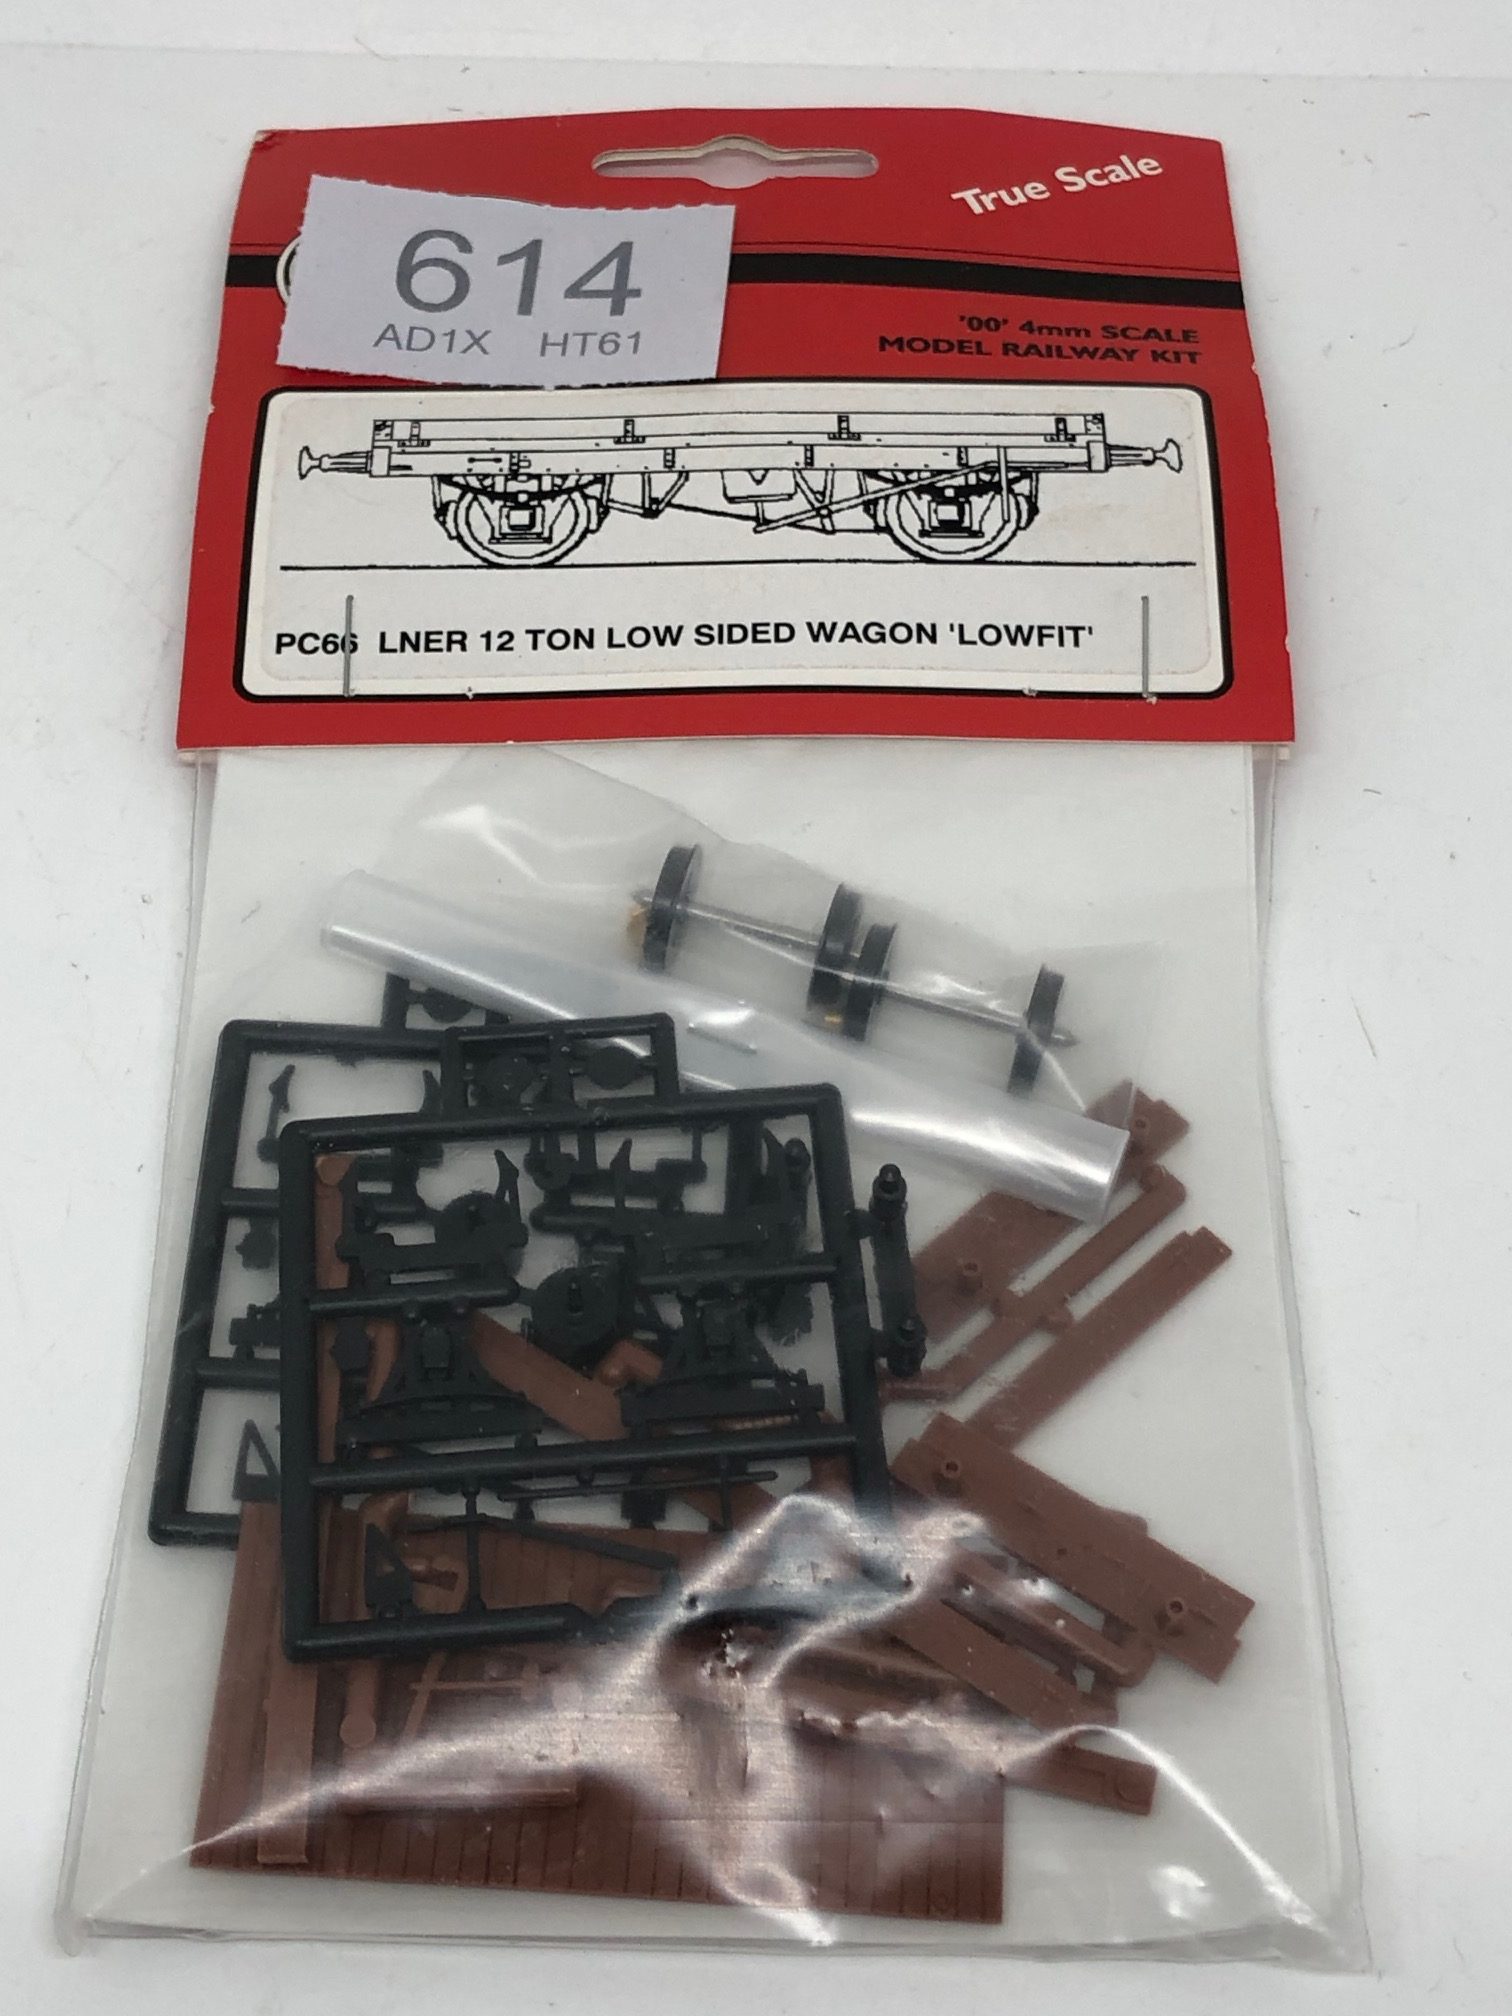 True Scale
614
AD1X HT61
'00' 4mm SCALE
MODEL RAILWAY KIT
PC66 LNER 12 TON LOW SIDED WAGON 'LOWFIT'